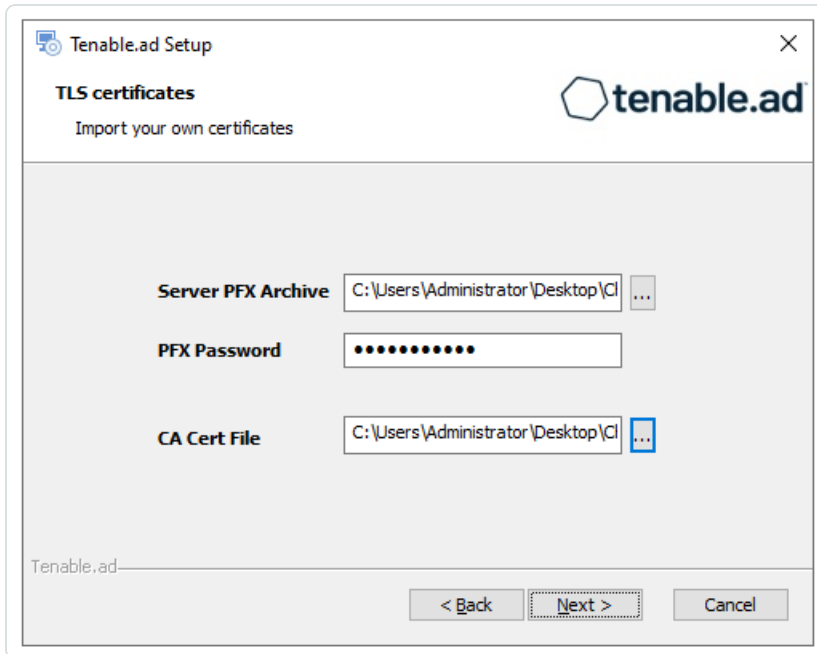 Tenable.ad Setup
TLS certificates
tenable.ad
Import your own certificates
Server PFX Archive C:\Users\Administrator\Desktop\Cl ...
PFX Password •••••••••••
CA Cert File C:\Users\Administrator\Desktop\Cl ...
Tenable.ad
< Back Next > Cancel